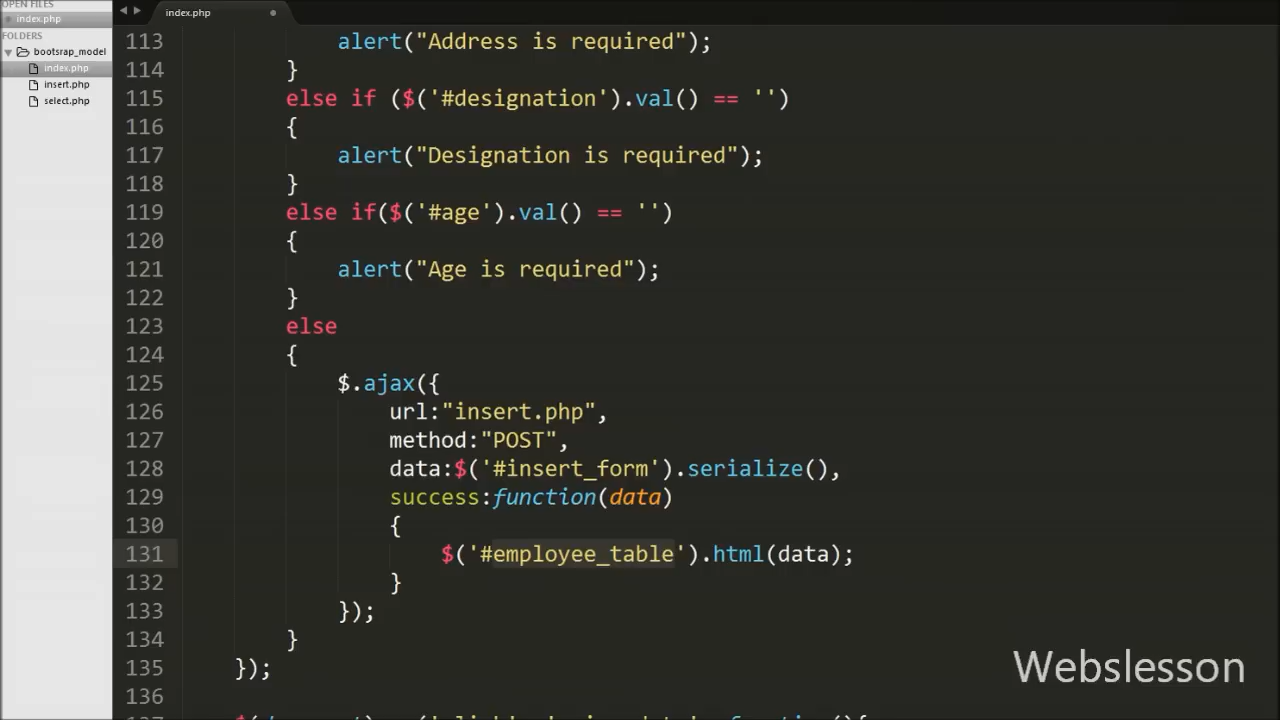 OPEN FILES
index.php
FOLDERS
bootsrap_model
index.php
insert.php
select.php
index.php
113 alert("Address is required");
114 }
115 else if ($('#designation').val() == '')
116 {
117 alert("Designation is required");
118 }
119 else if($('#age').val() == '')
120 {
121 alert("Age is required");
122 }
123 else
124 {
125 $.ajax({
126 url:"insert.php",
127 method:"POST",
128 data:$('#insert_form').serialize(),
129 success:function(data)
130 {
131 $('#employee_table').html(data);
132 }
133 });
134 }
135 });
136
Webslesson